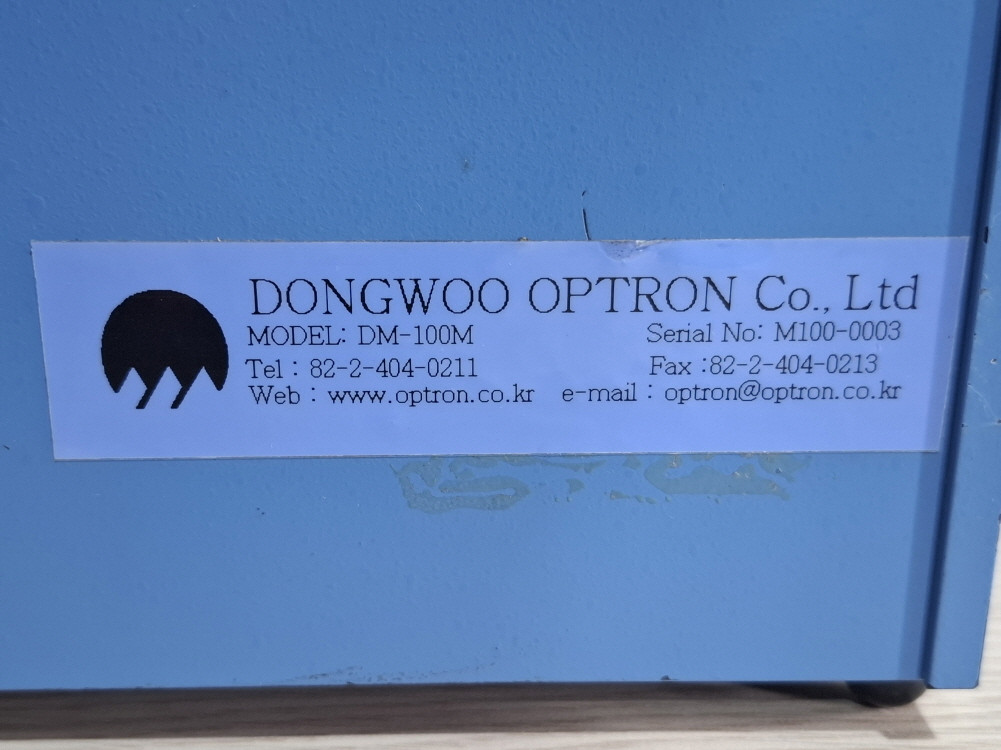 DONGWOO OPTRON Co., Ltd
MODEL: DM-100M Serial No: M100-0003
Tel : 82-2-404-0211 Fax :82-2-404-0213
Web : www.optron.co.kr e-mail : optron@optron.co.kr